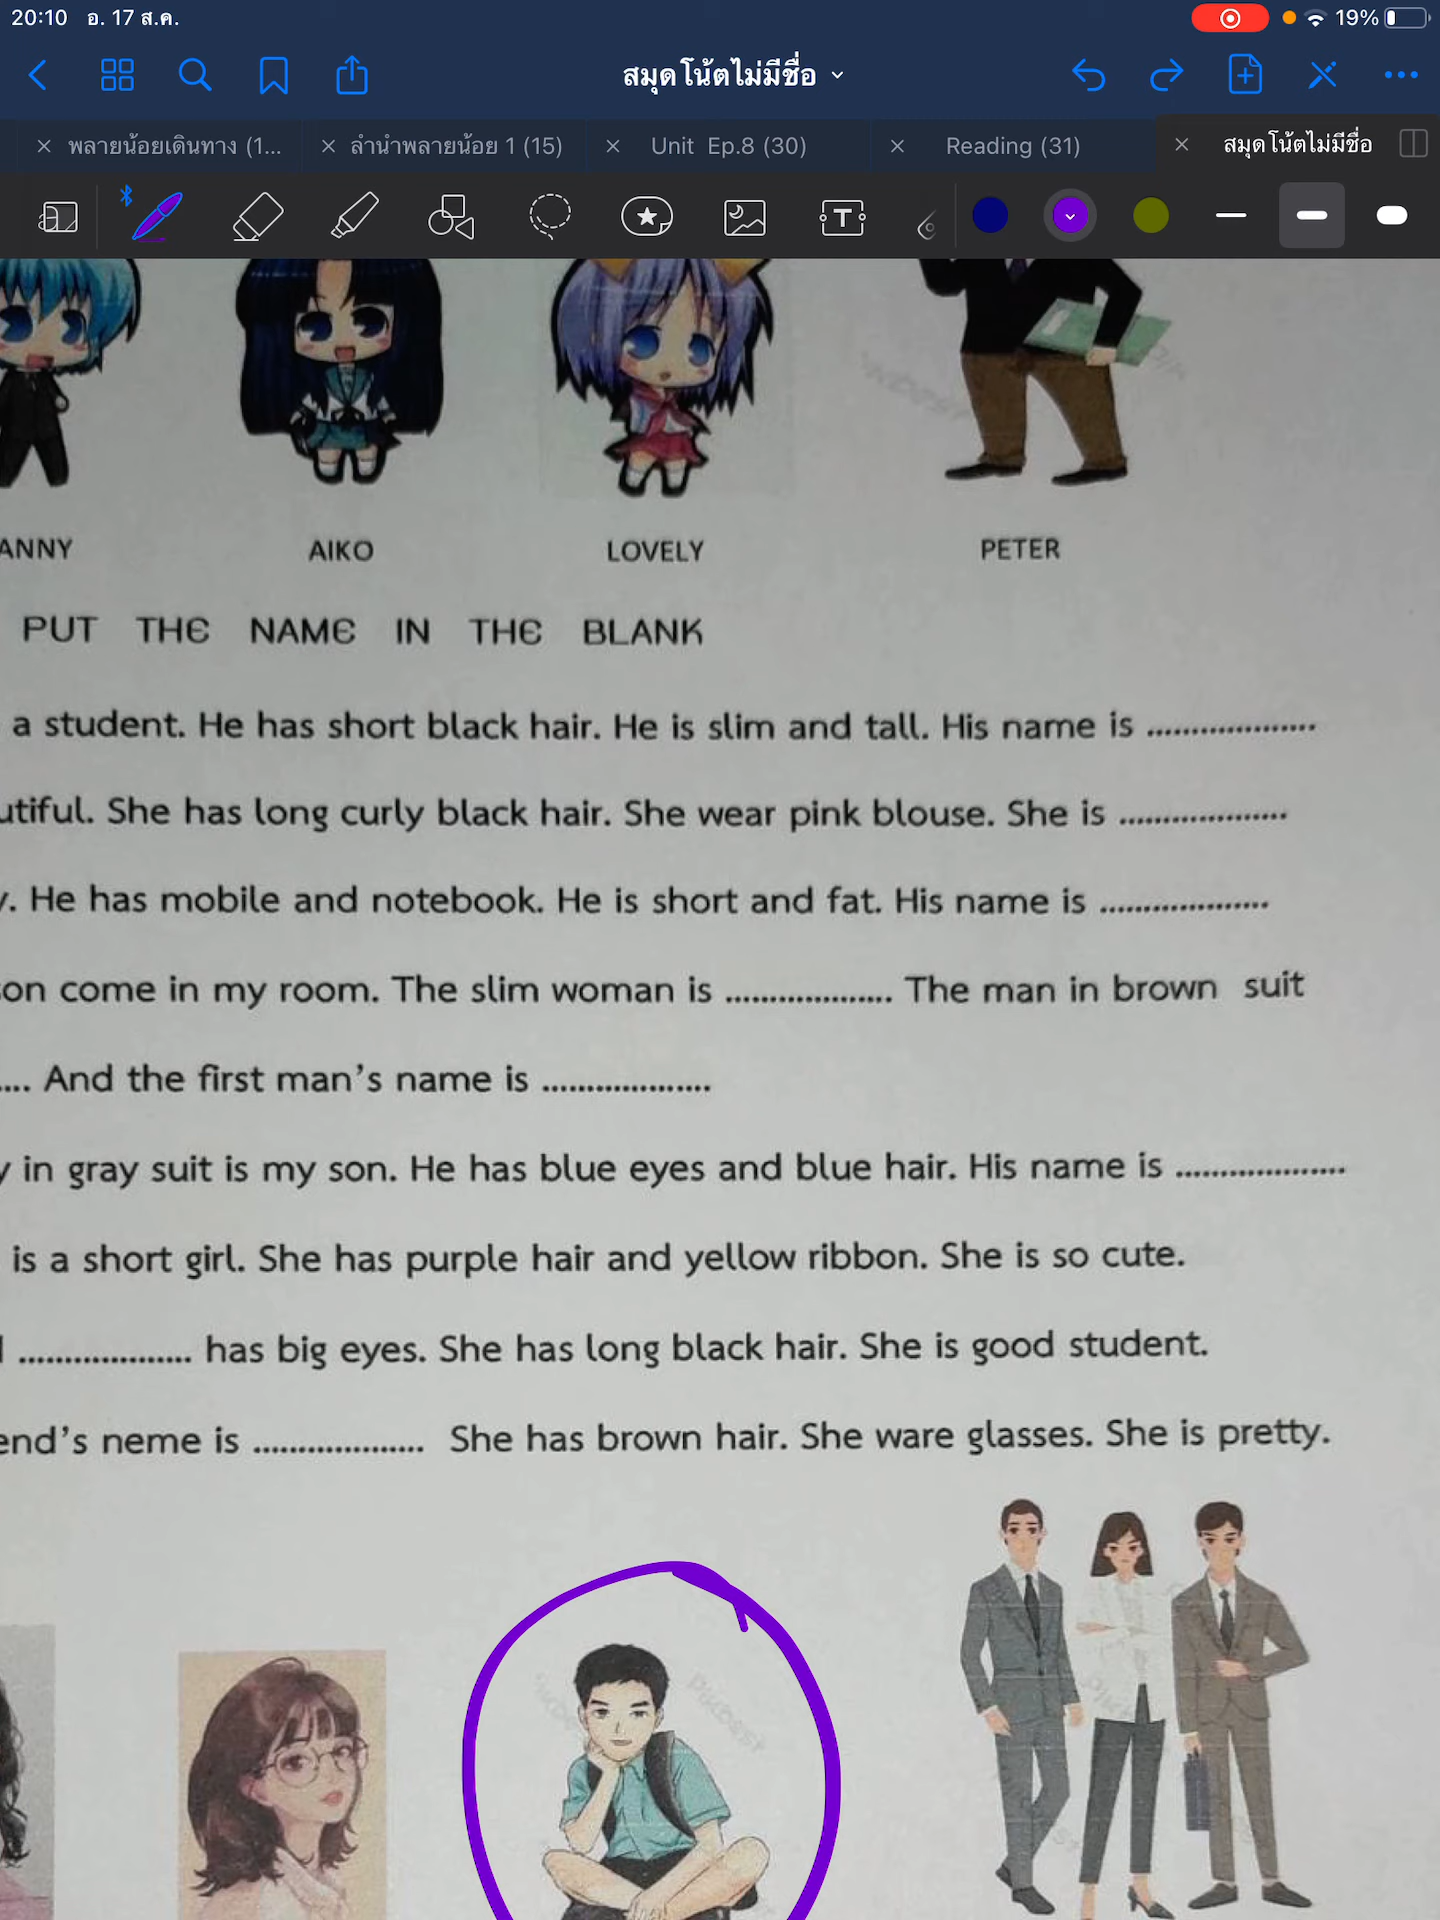 20:10 อ. 17 ส.ค. 19%
สมุดโน้ตไม่มีชื่อ
พลายน้อยเดินทาง (1... ลำนำพลายน้อย 1 (15) Unit Ep.8 (30) Reading (31) สมุดโน้ตไม่มีชื่อ
ANNY AIKO LOVELY PETER
PUT THE NAME IN THE BLANK
a student. He has short black hair. He is slim and tall. His name is ...................
utiful. She has long curly black hair. She wear pink blouse. She is ...................
y. He has mobile and notebook. He is short and fat. His name is ...................
son come in my room. The slim woman is ................... The man in brown suit
.... And the first man's name is ...................
y in gray suit is my son. He has blue eyes and blue hair. His name is ...................
is a short girl. She has purple hair and yellow ribbon. She is so cute.
................... has big eyes. She has long black hair. She is good student.
end's neme is ................... She has brown hair. She ware glasses. She is pretty.